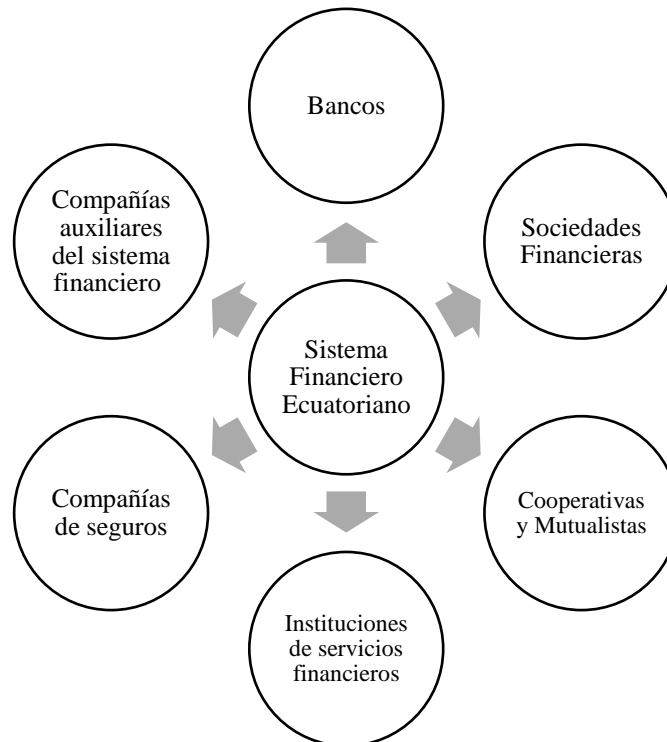 Bancos
Compañías
auxiliares
del sistema
financiero
Sociedades
Financieras
Sistema
Financiero
Ecuatoriano
Compañías
de seguros
Cooperativas
y Mutualistas
Instituciones
de servicios
financieros